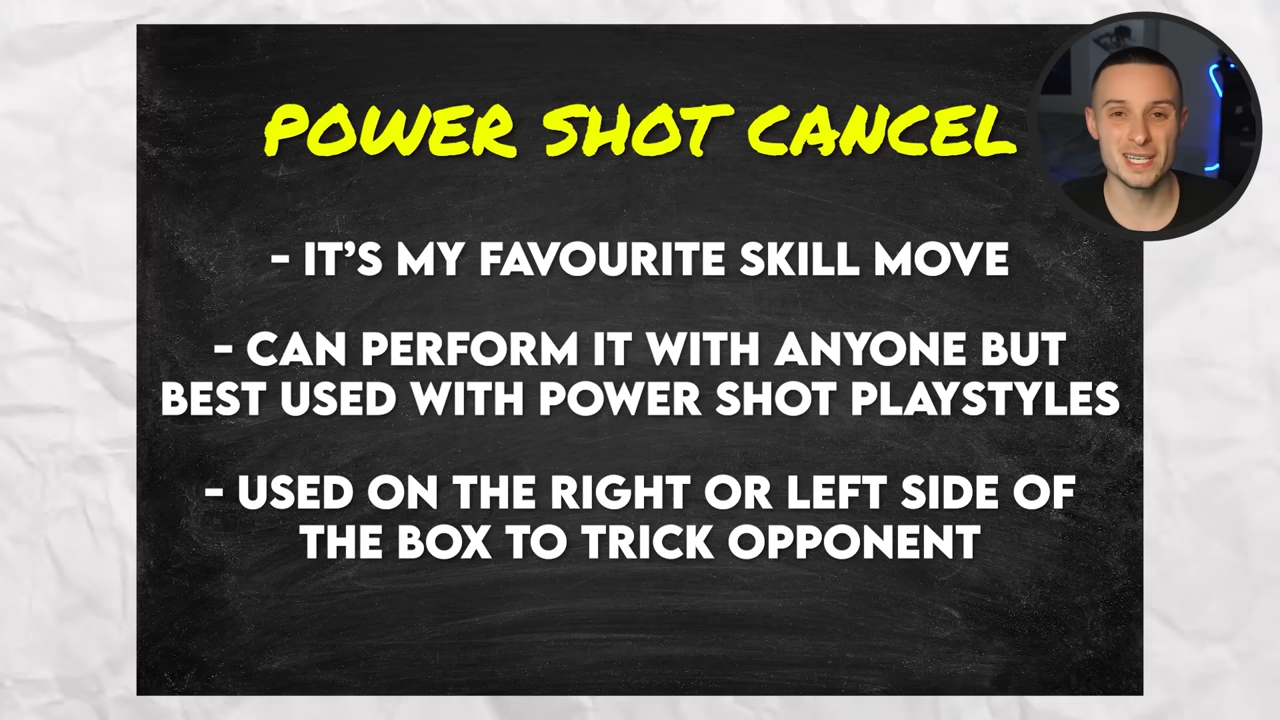 POWER SHOT CANCEL
- IT'S MY FAVOURITE SKILL MOVE
- CAN PERFORM IT WITH ANYONE BUT
BEST USED WITH POWER SHOT PLAYSTYLES
- USED ON THE RIGHT OR LEFT SIDE OF
THE BOX TO TRICK OPPONENT